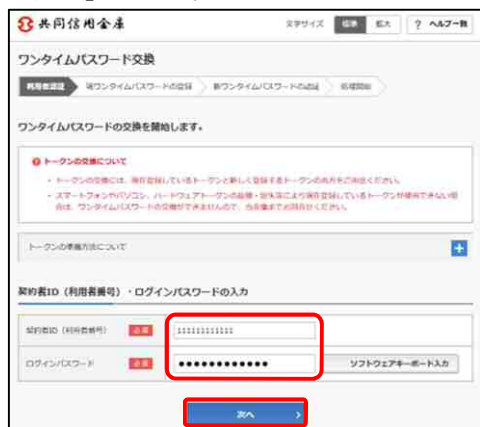 共同信用金庫
文字サイズ 標準 拡大 ? ヘルプ一覧
ワンタイムパスワード交換
利用者認証 現ワンタイムパスワードの認証 新ワンタイムパスワードの認証 処理開始
ワンタイムパスワードの交換を開始します。
トークンの交換について
・トークンの交換には、現在登録しているトークンと新しく登録するトークンの両方をご用意ください。
・スマートフォンやパソコン、ハードウェアトークンの故障・紛失等により現在登録しているトークンが使用できない場
合は、ワンタイムパスワードの交換ができませんので、当金庫までお問合せください。
トークンの準備方法について +
契約者ID(利用者番号)・ログインパスワードの入力
契約者ID(利用者番号) 必須 111111111111
ログインパスワード 必須 ●●●●●●●●●●●● ソフトウェアキーボード入力
次へ